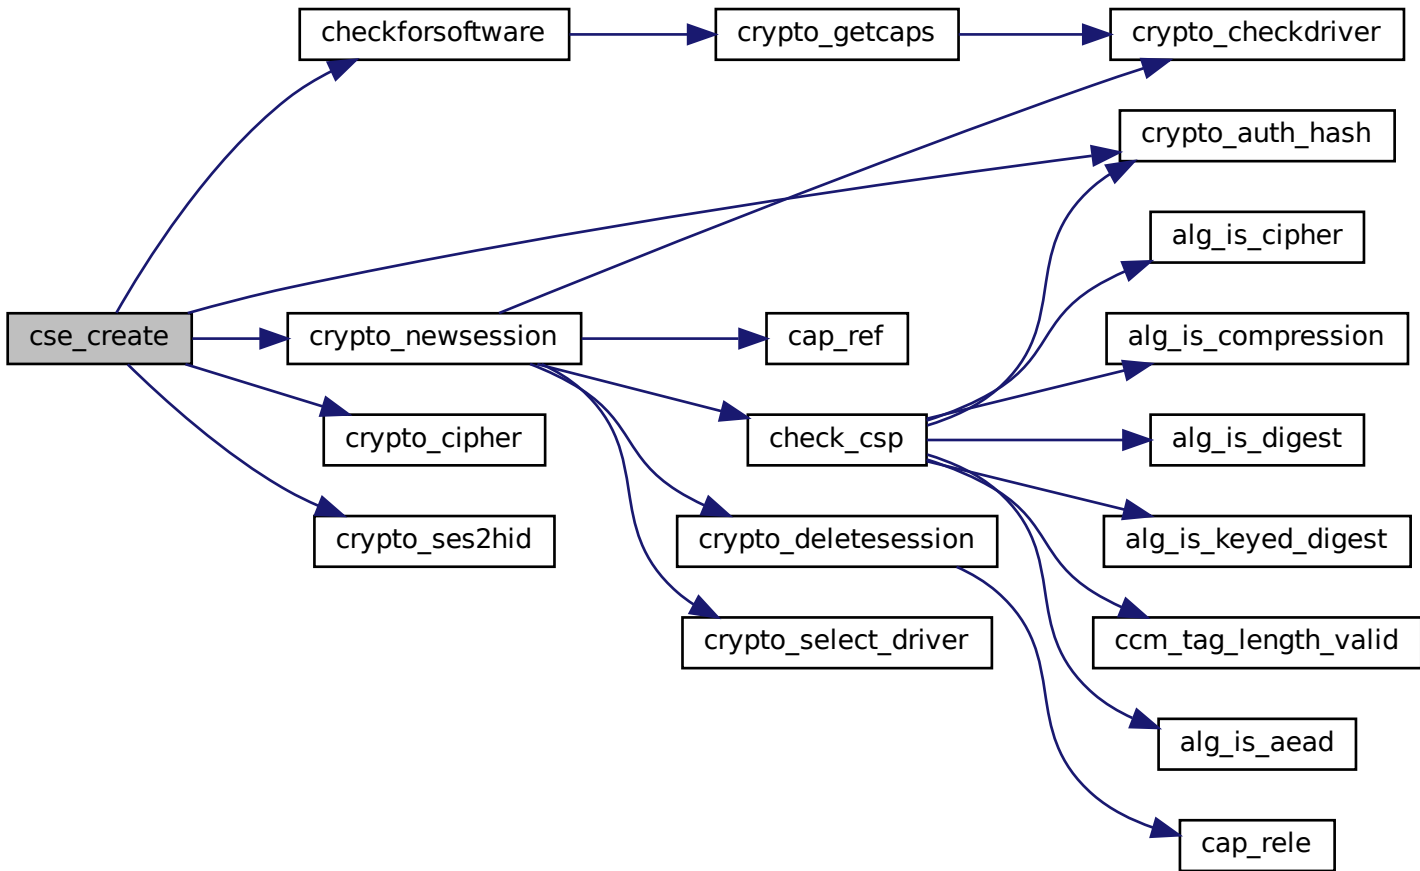 checkforsoftware
crypto_getcaps
crypto_checkdriver
crypto_auth_hash
alg_is_cipher
cse_create
crypto_newsession
cap_ref
alg_is_compression
crypto_cipher
check_csp
alg_is_digest
crypto_ses2hid
crypto_deletesession
alg_is_keyed_digest
crypto_select_driver
ccm_tag_length_valid
alg_is_aead
cap_rele